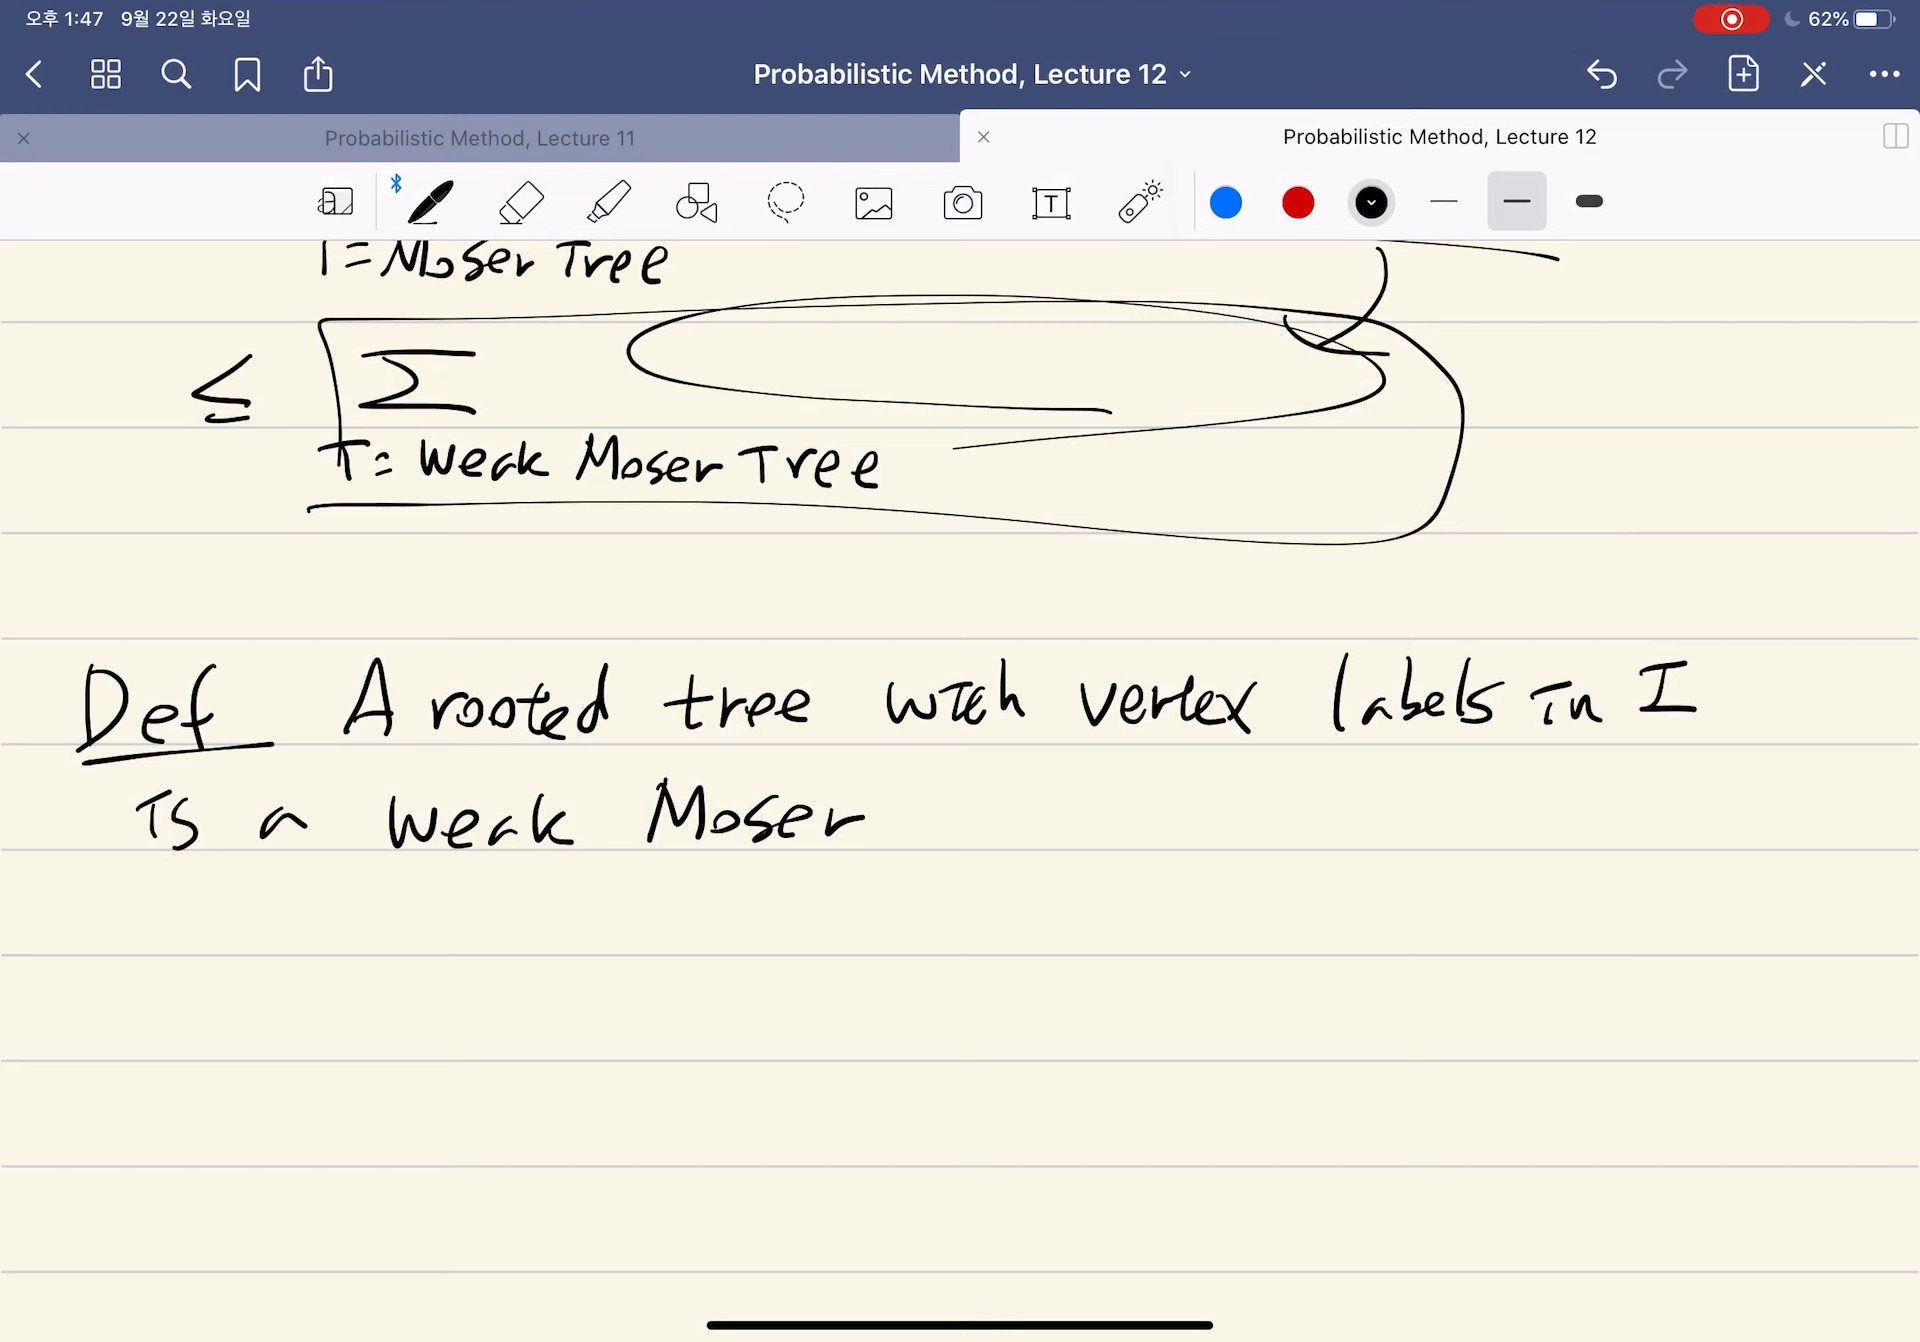 오후 1:47 9월 22일 화요일 62%
Probabilistic Method, Lecture 12
Probabilistic Method, Lecture 11
Probabilistic Method, Lecture 12
T = Moser Tree
≤ Σ
T = Weak Moser Tree
Def A rooted tree with vertex labels in I
is a weak Moser